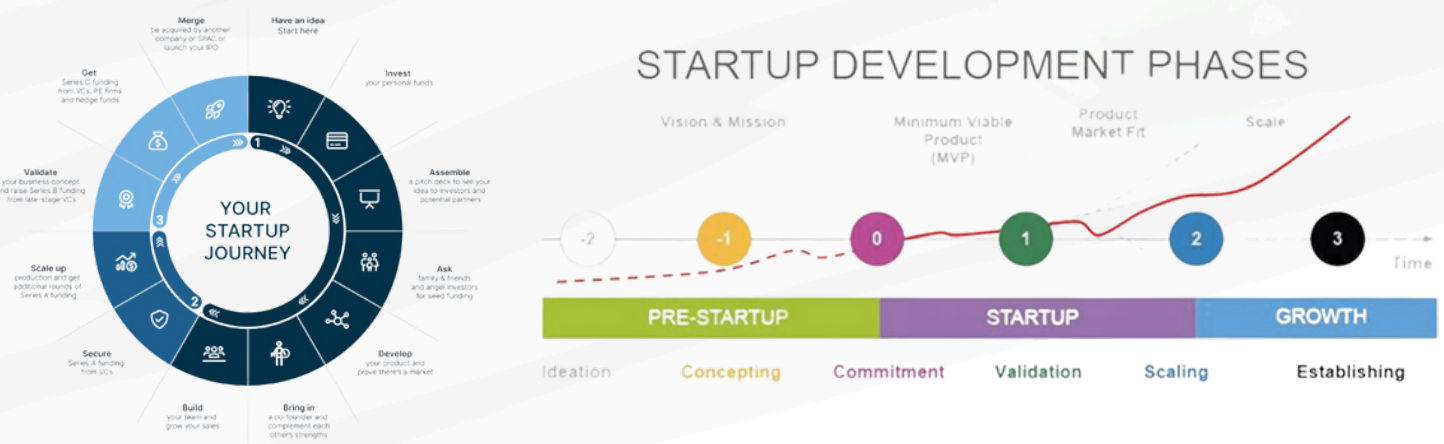 Have an idea
Start here
Invest
your personal funds
Assemble
a pitch deck to sell your
idea to investors and
potential partners
Ask
family & friends
and angel investors
for seed funding
Develop
your product and
prove there's a market
Bring in
a co-founder and
complement each
other's strengths
Build
your team and
grow your sales
Secure
Series A funding
from VCs
Scale up
production and get
additional rounds of
Series A funding
Validate
your business concept
nd raise Series B funding
from late-stage VCs
Get
Series C funding
from VCs, PE firms
and hedge funds
Merge
be acquired by another
company or SPAC or
launch your IPO
1
2
3
YOUR
STARTUP
JOURNEY
STARTUP DEVELOPMENT PHASES
Vision & Mission
Minimum Viable
Product
(MVP)
Product
Market Fit
Scale
-2
-1
0
1
2
3
Time
PRE-STARTUP
STARTUP
GROWTH
Ideation
Concepting
Commitment
Validation
Scaling
Establishing